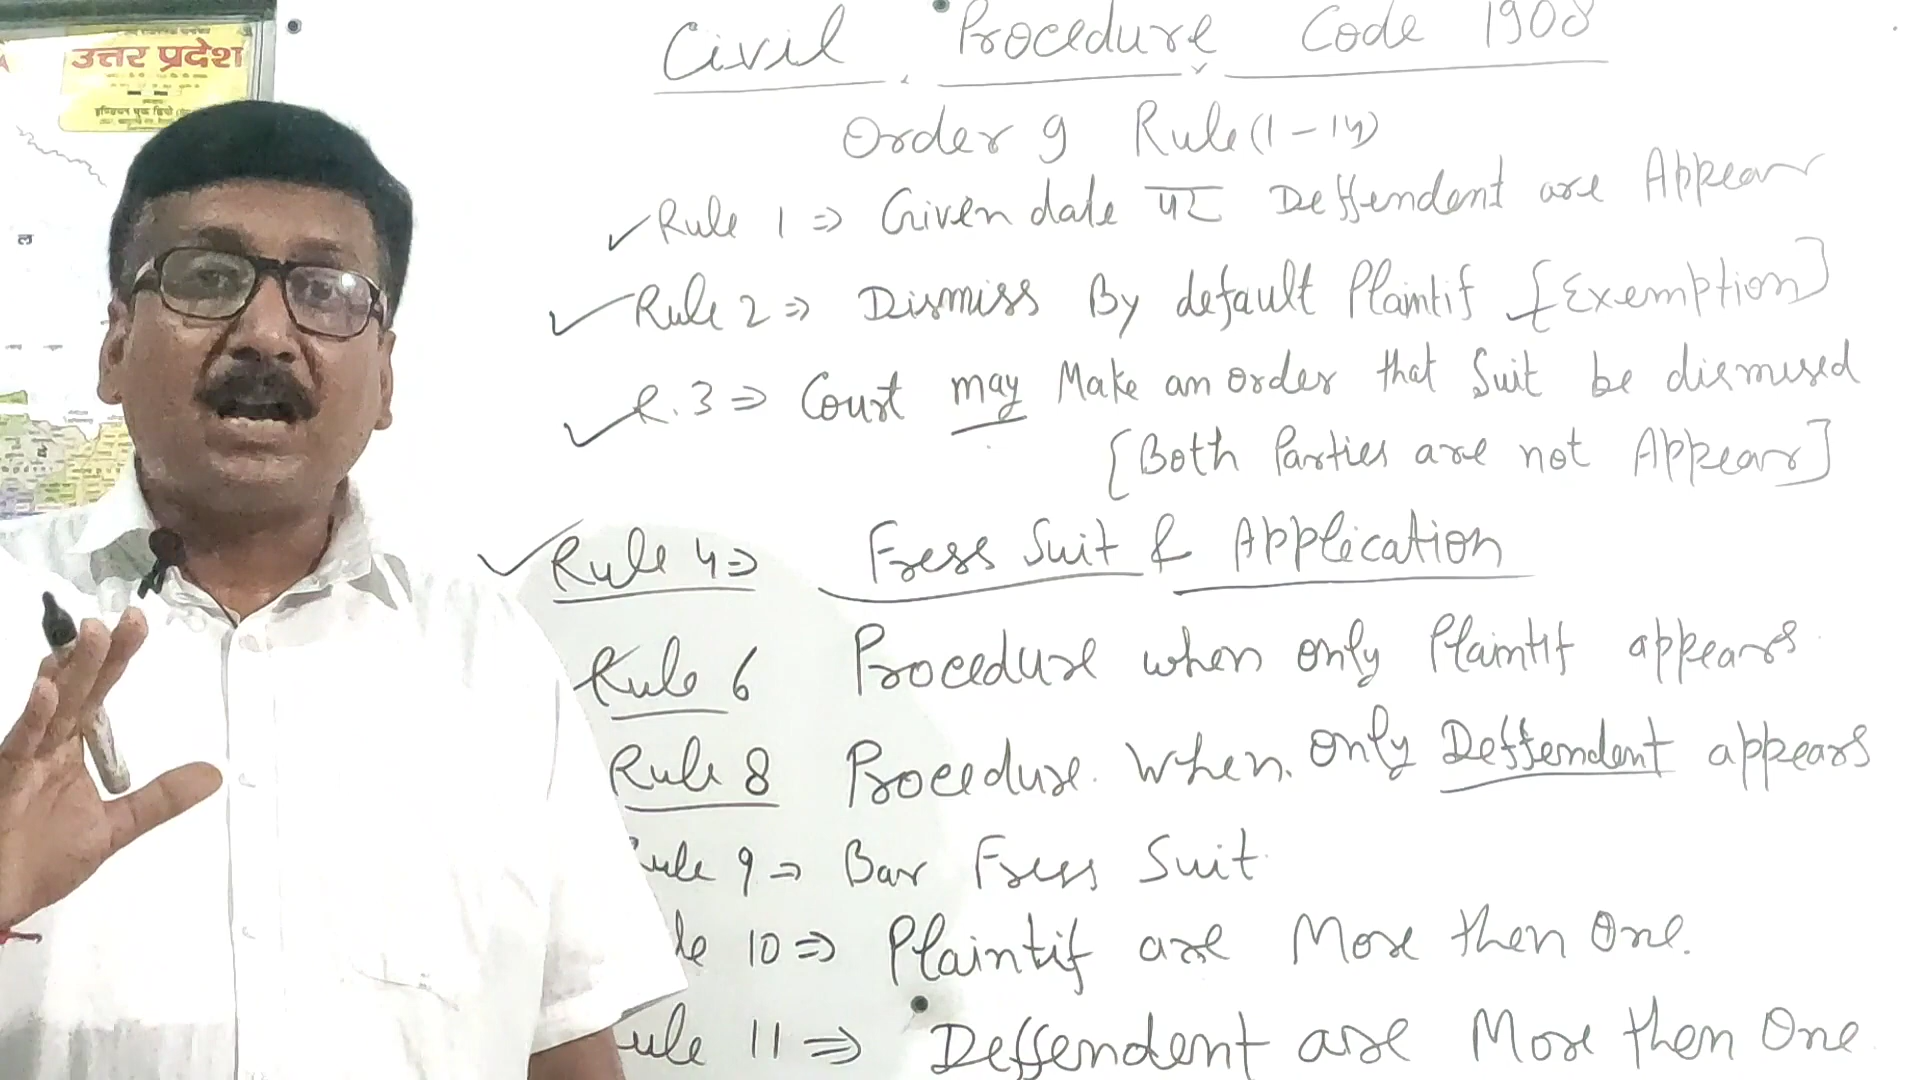 उत्तर प्रदेश
Civil Procedure Code 1908
Order 9 Rule (1-14)
Rule 1 ⇒ Given date पर Deffendent are Appear
Rule 2 ⇒ Dismiss By default Plaintif {Exemption]
R. 3 ⇒ Court may Make an order that Suit be dismissed
[Both Parties are not Appear]
Rule 4 ⇒ Fress Suit & Application
Rule 6 Procedure when only Plaintif appears
Rule 8 Procedure. When. only Deffendent appears
ule 9 ⇒ Bar Fress Suit
le 10 ⇒ Plaintif are More then One.
ule 11 ⇒ Deffendent are More then One
ल